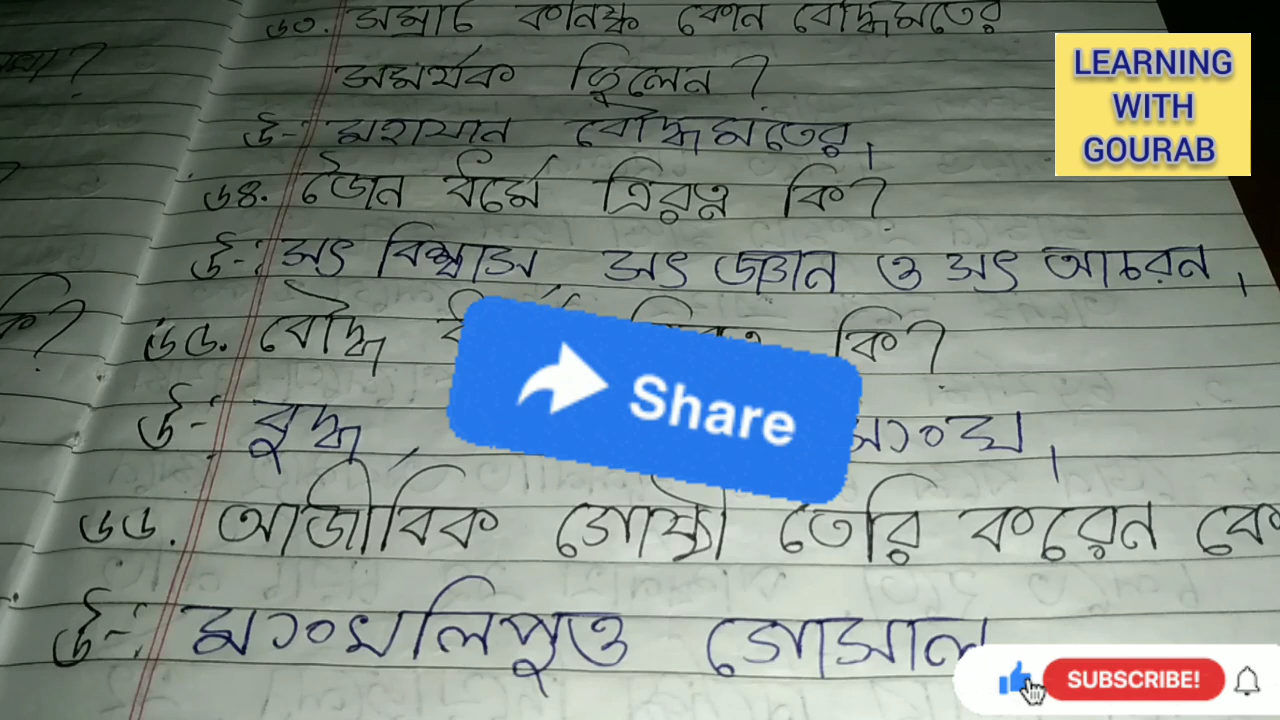 ৬৩. সম্রাট কনিষ্ক কোন বৌদ্ধমতের
সমর্থক ছিলেন?
উ-: মহাযান বৌদ্ধমতের।
৬৪. জৈন ধর্মে ত্রিরত্ন কি?
উ-: সৎ বিশ্বাস সৎ জ্ঞান ও সৎ আচরন।
কি? ৬৫. বৌদ্ধ কি?
উ-: বুদ্ধ, সংঘ।
৬৬. আজীবিক গোষ্ঠী তৈরি করেন
উ-: মংখলিপুত্ত গোসাল
LEARNING
WITH
GOURAB
Share
SUBSCRIBE!